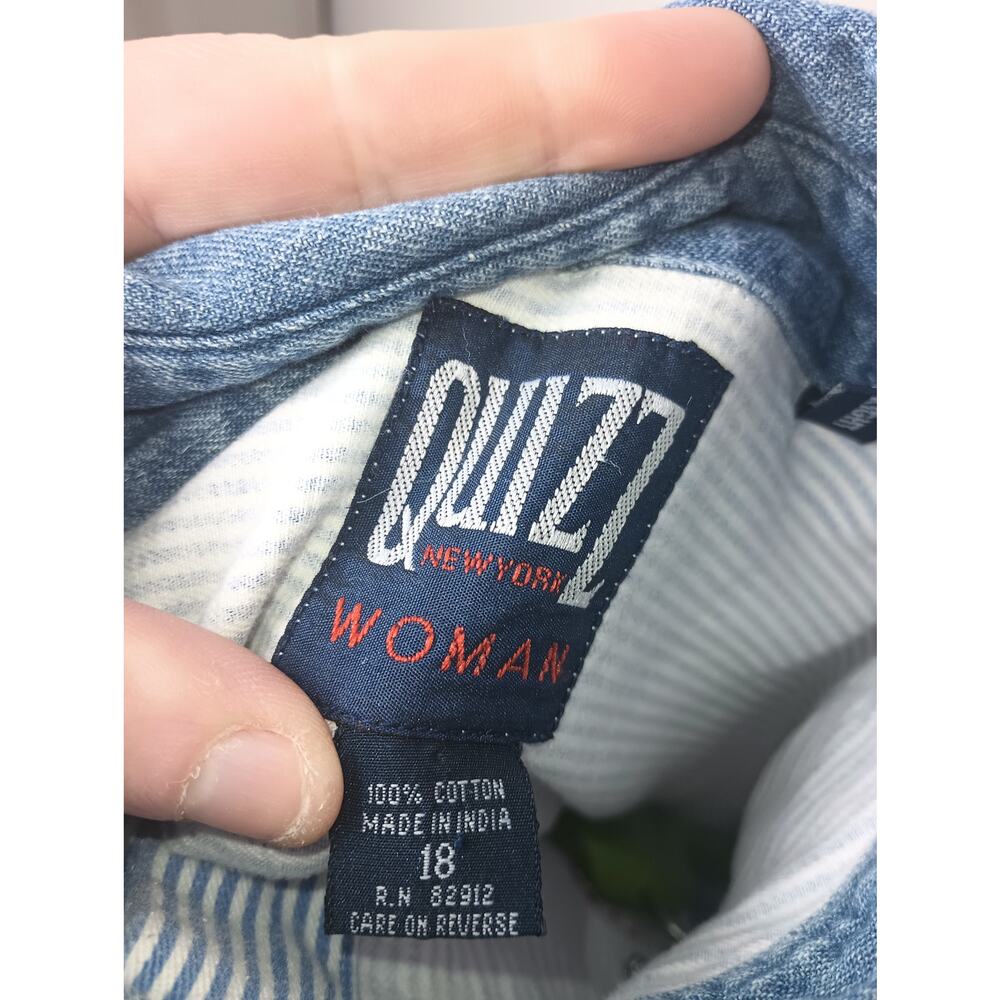 QUIZZ
NEW YORK
WOMAN
100% COTTON
MADE IN INDIA
18
R.N 82912
CARE ON REVERSE